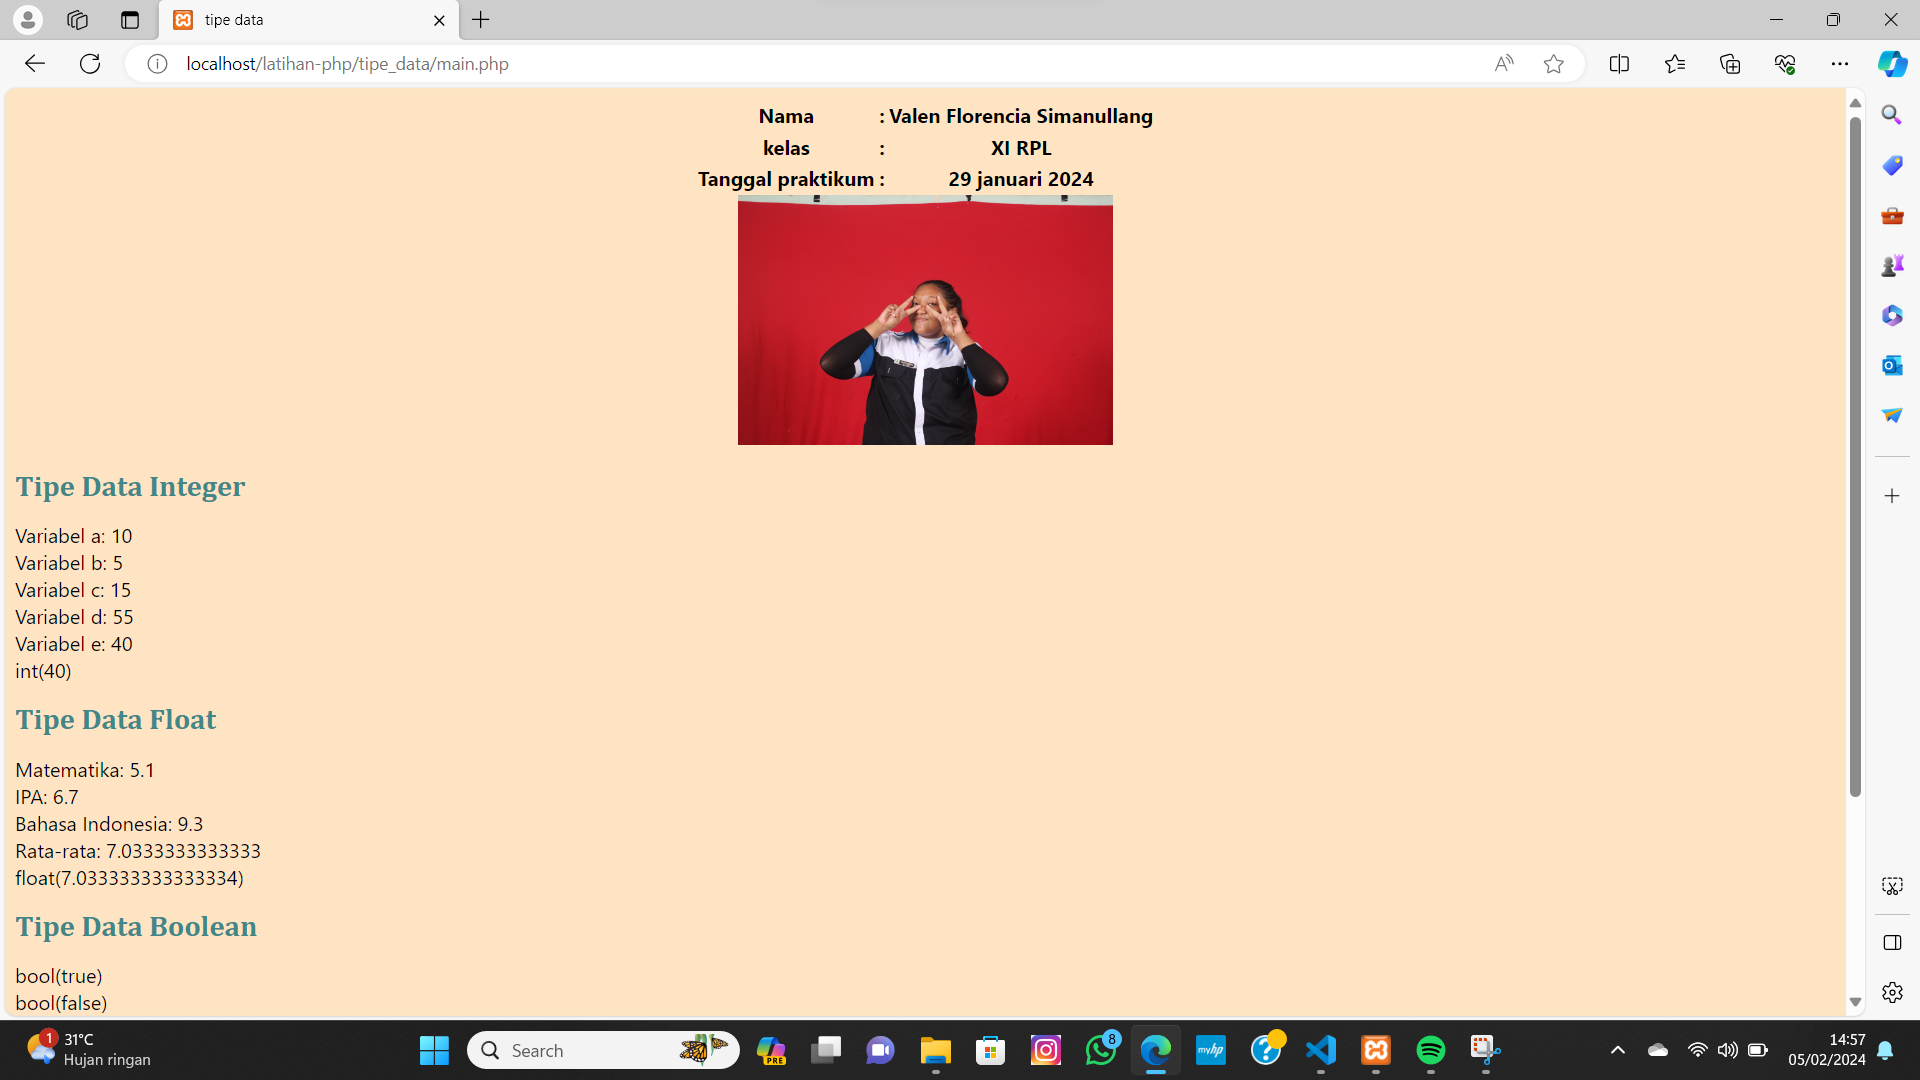 tipe data
localhost/latihan-php/tipe_data/main.php
Nama : Valen Florencia Simanullang
kelas : XI RPL
Tanggal praktikum : 29 januari 2024
Tipe Data Integer
Variabel a: 10
Variabel b: 5
Variabel c: 15
Variabel d: 55
Variabel e: 40
int(40)
Tipe Data Float
Matematika: 5.1
IPA: 6.7
Bahasa Indonesia: 9.3
Rata-rata: 7.0333333333333
float(7.033333333333334)
Tipe Data Boolean
bool(true)
bool(false)
1
31°C
Hujan ringan
Search
PRE
8
myhp
14:57
05/02/2024